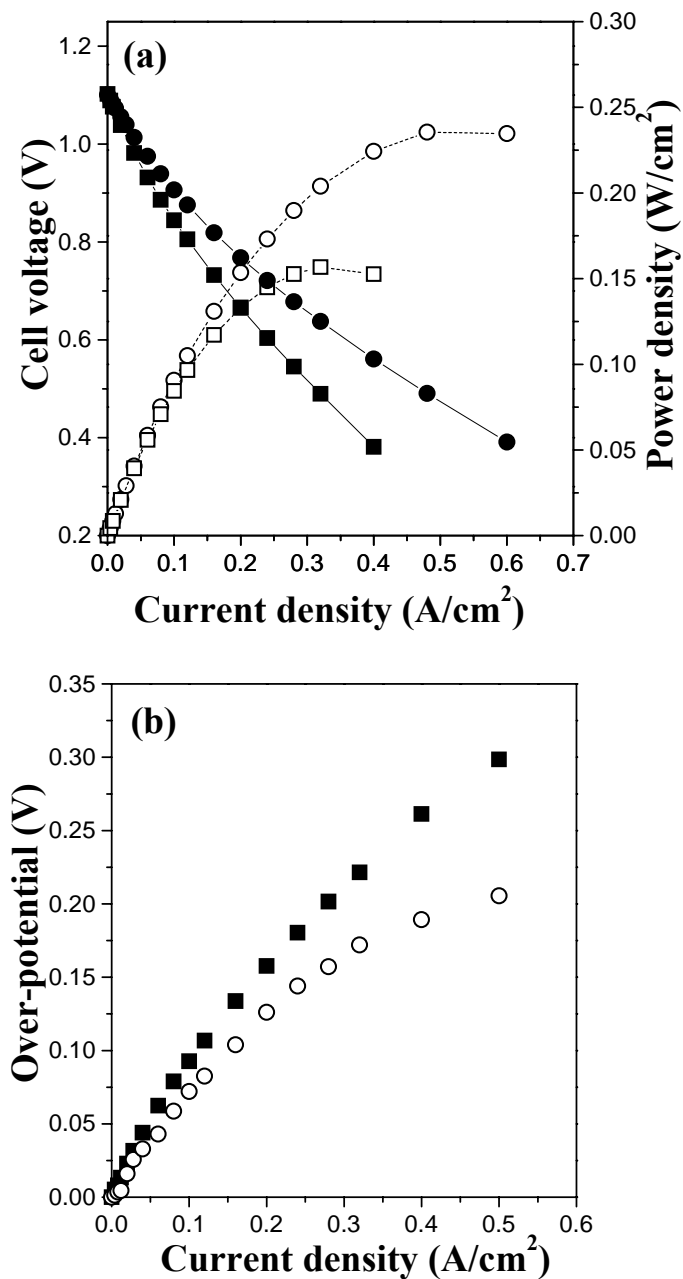 (a)
Cell voltage (V)
1.2
1.0
0.8
0.6
0.4
0.2
Power density (W/cm²)
0.30
0.25
0.20
0.15
0.10
0.05
0.00
0.0 0.1 0.2 0.3 0.4 0.5 0.6 0.7
Current density (A/cm²)
(b)
Over-potential (V)
0.35
0.30
0.25
0.20
0.15
0.10
0.05
0.00
0.0 0.1 0.2 0.3 0.4 0.5 0.6
Current density (A/cm²)